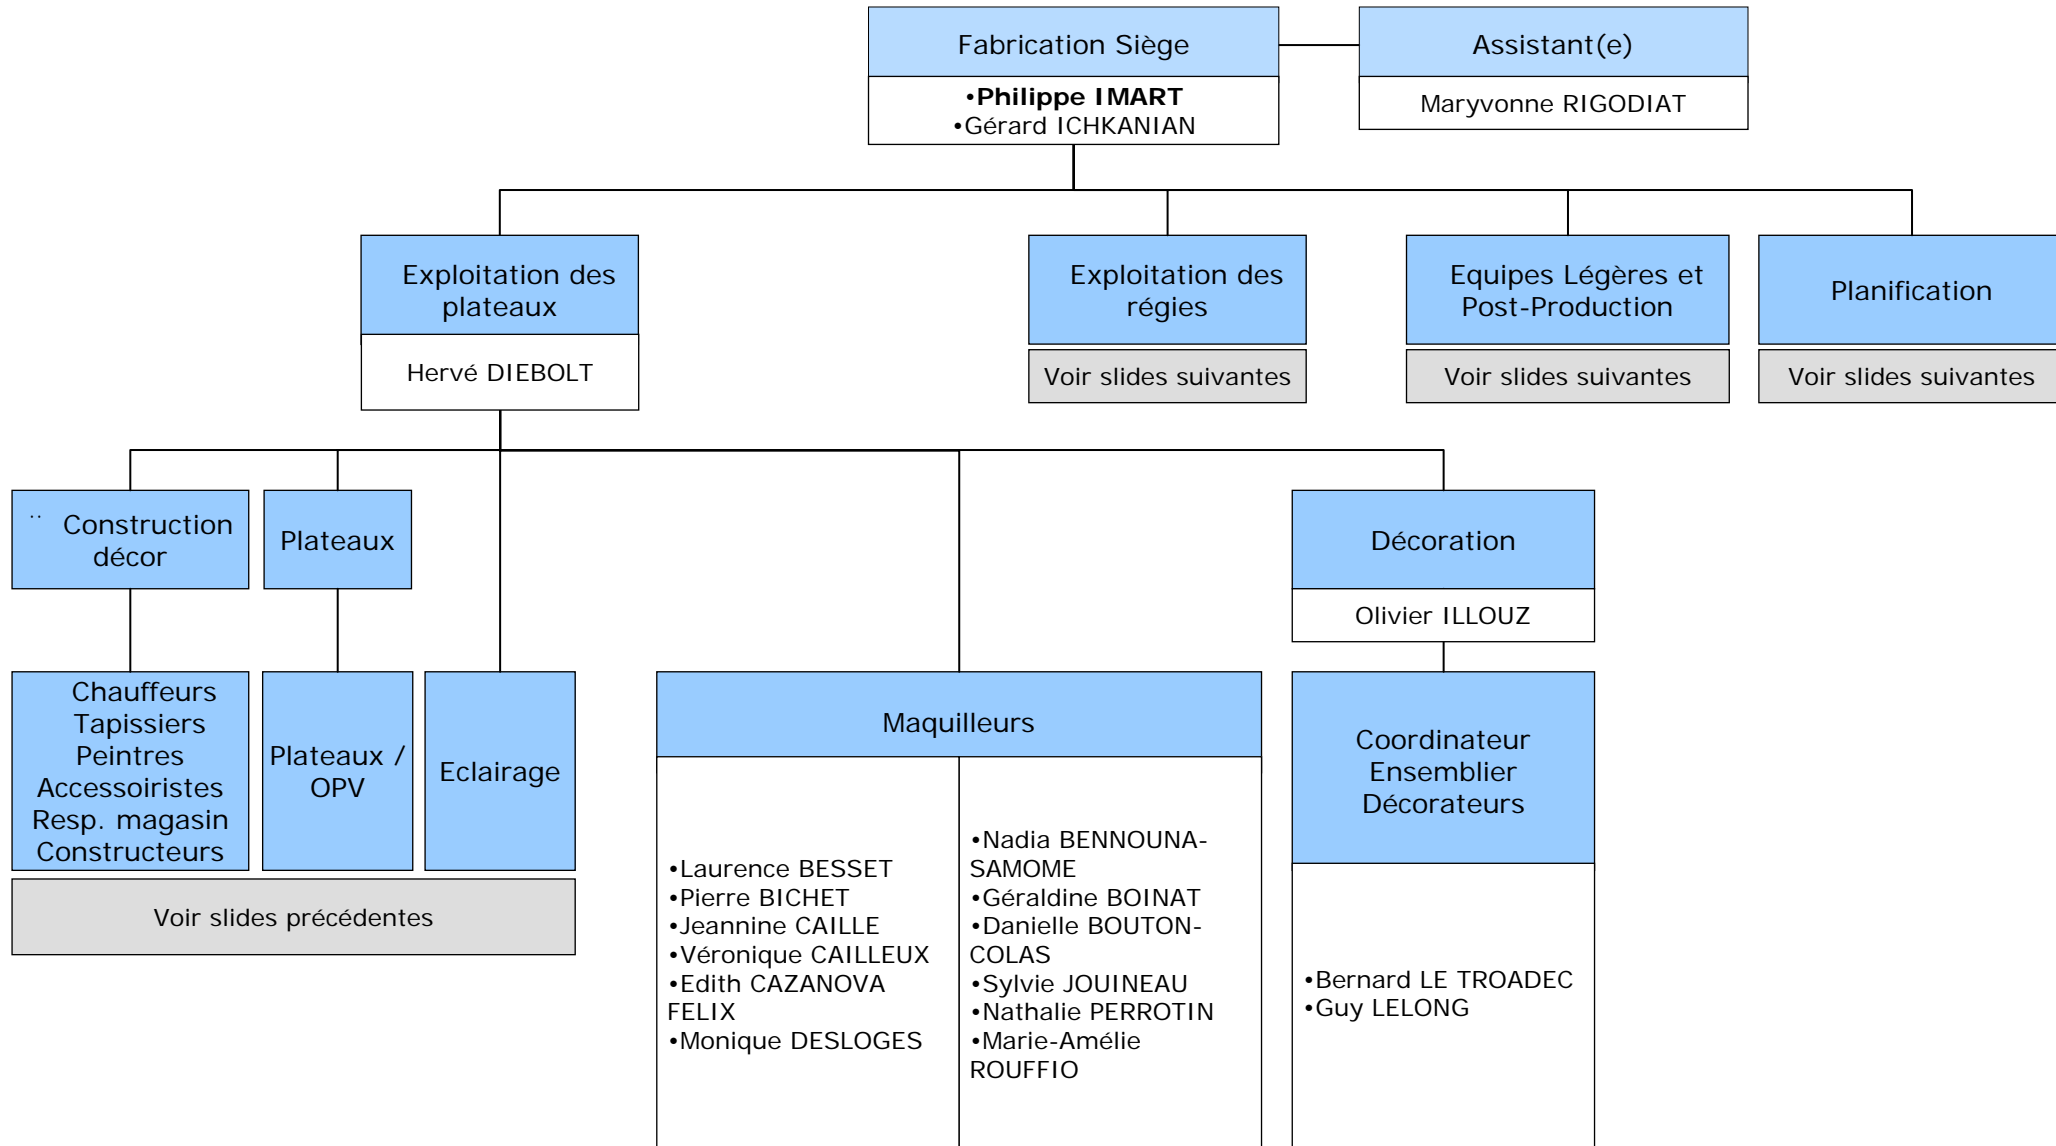 Fabrication Siège
•Philippe IMART
•Gérard ICHKANIAN
Assistant(e)
Maryvonne RIGODIAT
Exploitation des
plateaux
Hervé DIEBOLT
Exploitation des
régies
Voir slides suivantes
Equipes Légères et
Post-Production
Voir slides suivantes
Planification
Voir slides suivantes
¨ Construction
décor
Plateaux
Décoration
Olivier ILLOUZ
Chauffeurs
Tapissiers
Peintres
Accessoiristes
Resp. magasin
Constructeurs
Plateaux /
OPV
Eclairage
Voir slides précédentes
Maquilleurs
•Laurence BESSET
•Pierre BICHET
•Jeannine CAILLE
•Véronique CAILLEUX
•Edith CAZANOVA
FELIX
•Monique DESLOGES
•Nadia BENNOUNA-
SAMOME
•Géraldine BOINAT
•Danielle BOUTON-
COLAS
•Sylvie JOUINEAU
•Nathalie PERROTIN
•Marie-Amélie
ROUFFIO
Coordinateur
Ensemblier
Décorateurs
•Bernard LE TROADEC
•Guy LELONG